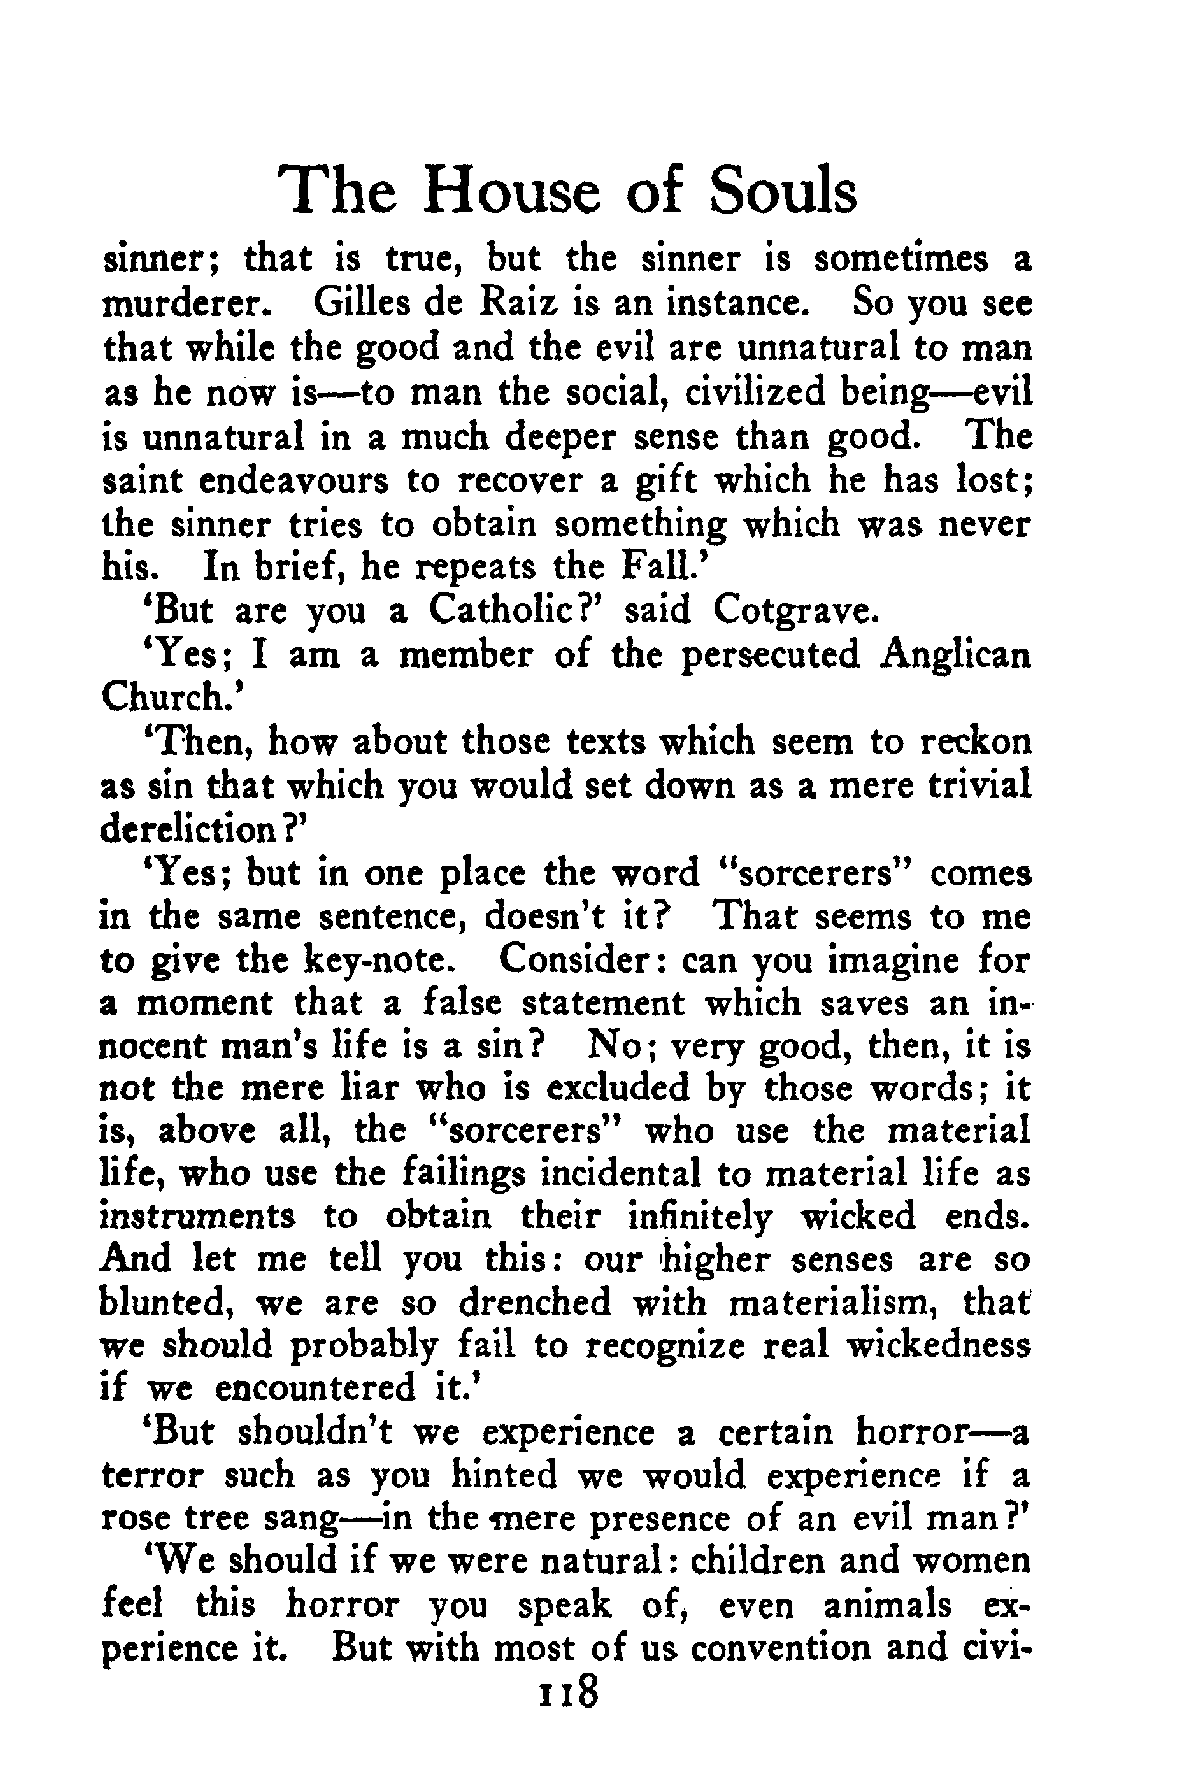 The House of Souls
sinner; that is true, but the sinner is sometimes a
murderer. Gilles de Raiz is an instance. So you see
that while the good and the evil are unnatural to man
as he now is—to man the social, civilized being—evil
is unnatural in a much deeper sense than good. The
saint endeavours to recover a gift which he has lost;
the sinner tries to obtain something which was never
his. In brief, he repeats the Fall.’
‘But are you a Catholic?’ said Cotgrave.
‘Yes; I am a member of the persecuted Anglican
Church.’
‘Then, how about those texts which seem to reckon
as sin that which you would set down as a mere trivial
dereliction?’
‘Yes; but in one place the word “sorcerers” comes
in the same sentence, doesn’t it? That seems to me
to give the key-note. Consider: can you imagine for
a moment that a false statement which saves an in-
nocent man’s life is a sin? No; very good, then, it is
not the mere liar who is excluded by those words; it
is, above all, the “sorcerers” who use the material
life, who use the failings incidental to material life as
instruments to obtain their infinitely wicked ends.
And let me tell you this: our higher senses are so
blunted, we are so drenched with materialism, that
we should probably fail to recognize real wickedness
if we encountered it.’
‘But shouldn’t we experience a certain horror—a
terror such as you hinted we would experience if a
rose tree sang—in the mere presence of an evil man?’
‘We should if we were natural: children and women
feel this horror you speak of, even animals ex-
perience it. But with most of us convention and civi-
118